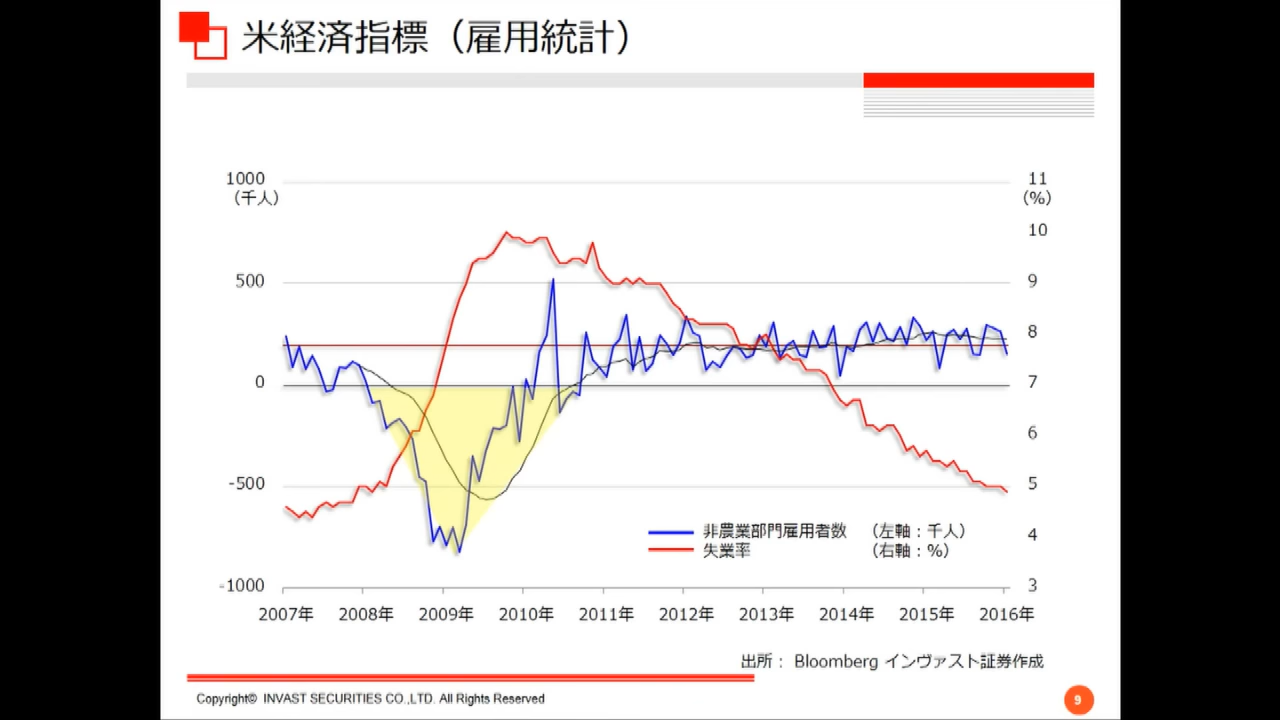 米経済指標（雇用統計）
1000
（千人）
500
0
-500
-1000
11
(%)
10
9
8
7
6
5
4
3
非農業部門雇用者数 （左軸：千人）
失業率 （右軸：%）
2007年 2008年 2009年 2010年 2011年 2012年 2013年 2014年 2015年 2016年
出所： Bloomberg インヴァスト証券作成
Copyright© INVAST SECURITIES CO.,LTD. All Rights Reserved
9